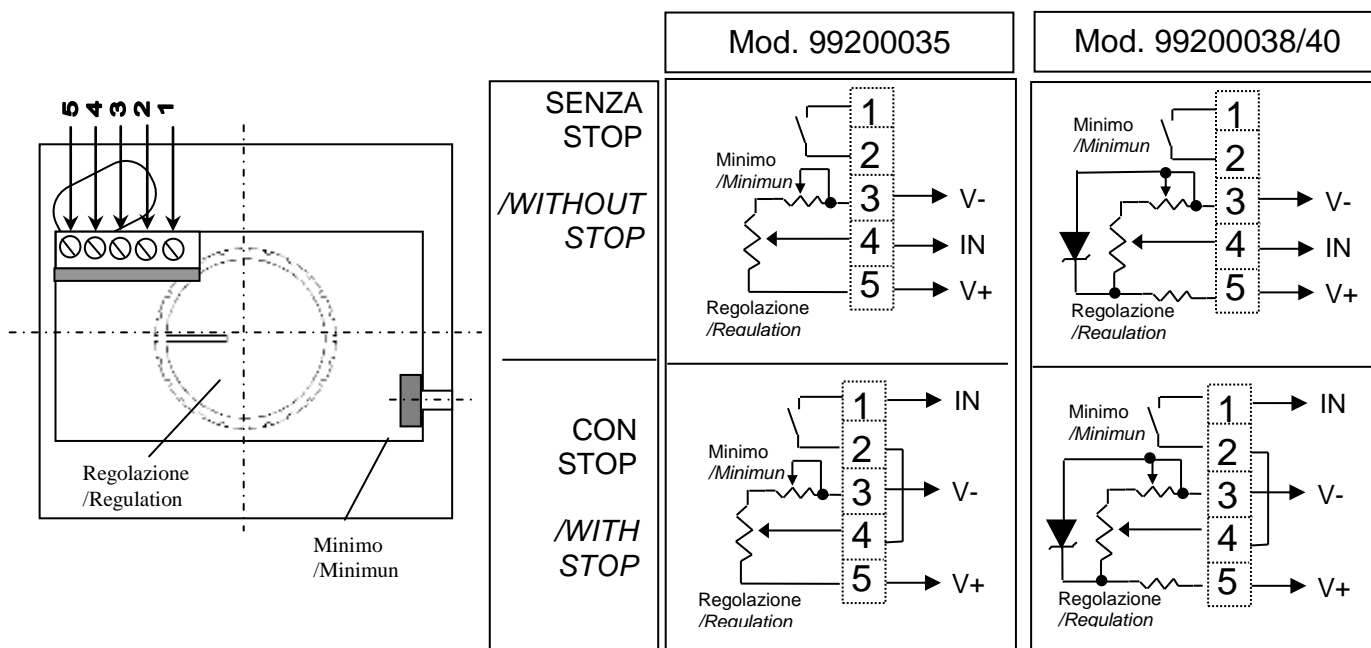 Mod. 99200035
Mod. 99200038/40
5 4 3 2 1
Regolazione
/Regulation
Minimo
/Minimun
SENZA
STOP
/WITHOUT
STOP
Minimo
/Minimun
1
2
3
4
5
V-
IN
V+
Regolazione
/Regulation
Minimo
/Minimun
1
2
3
4
5
V-
IN
V+
Regolazione
/Regulation
CON
STOP
/WITH
STOP
Minimo
/Minimun
1
2
3
4
5
IN
V-
V+
Regolazione
/Regulation
Minimo
/Minimun
1
2
3
4
5
IN
V-
V+
Regolazione
/Regulation